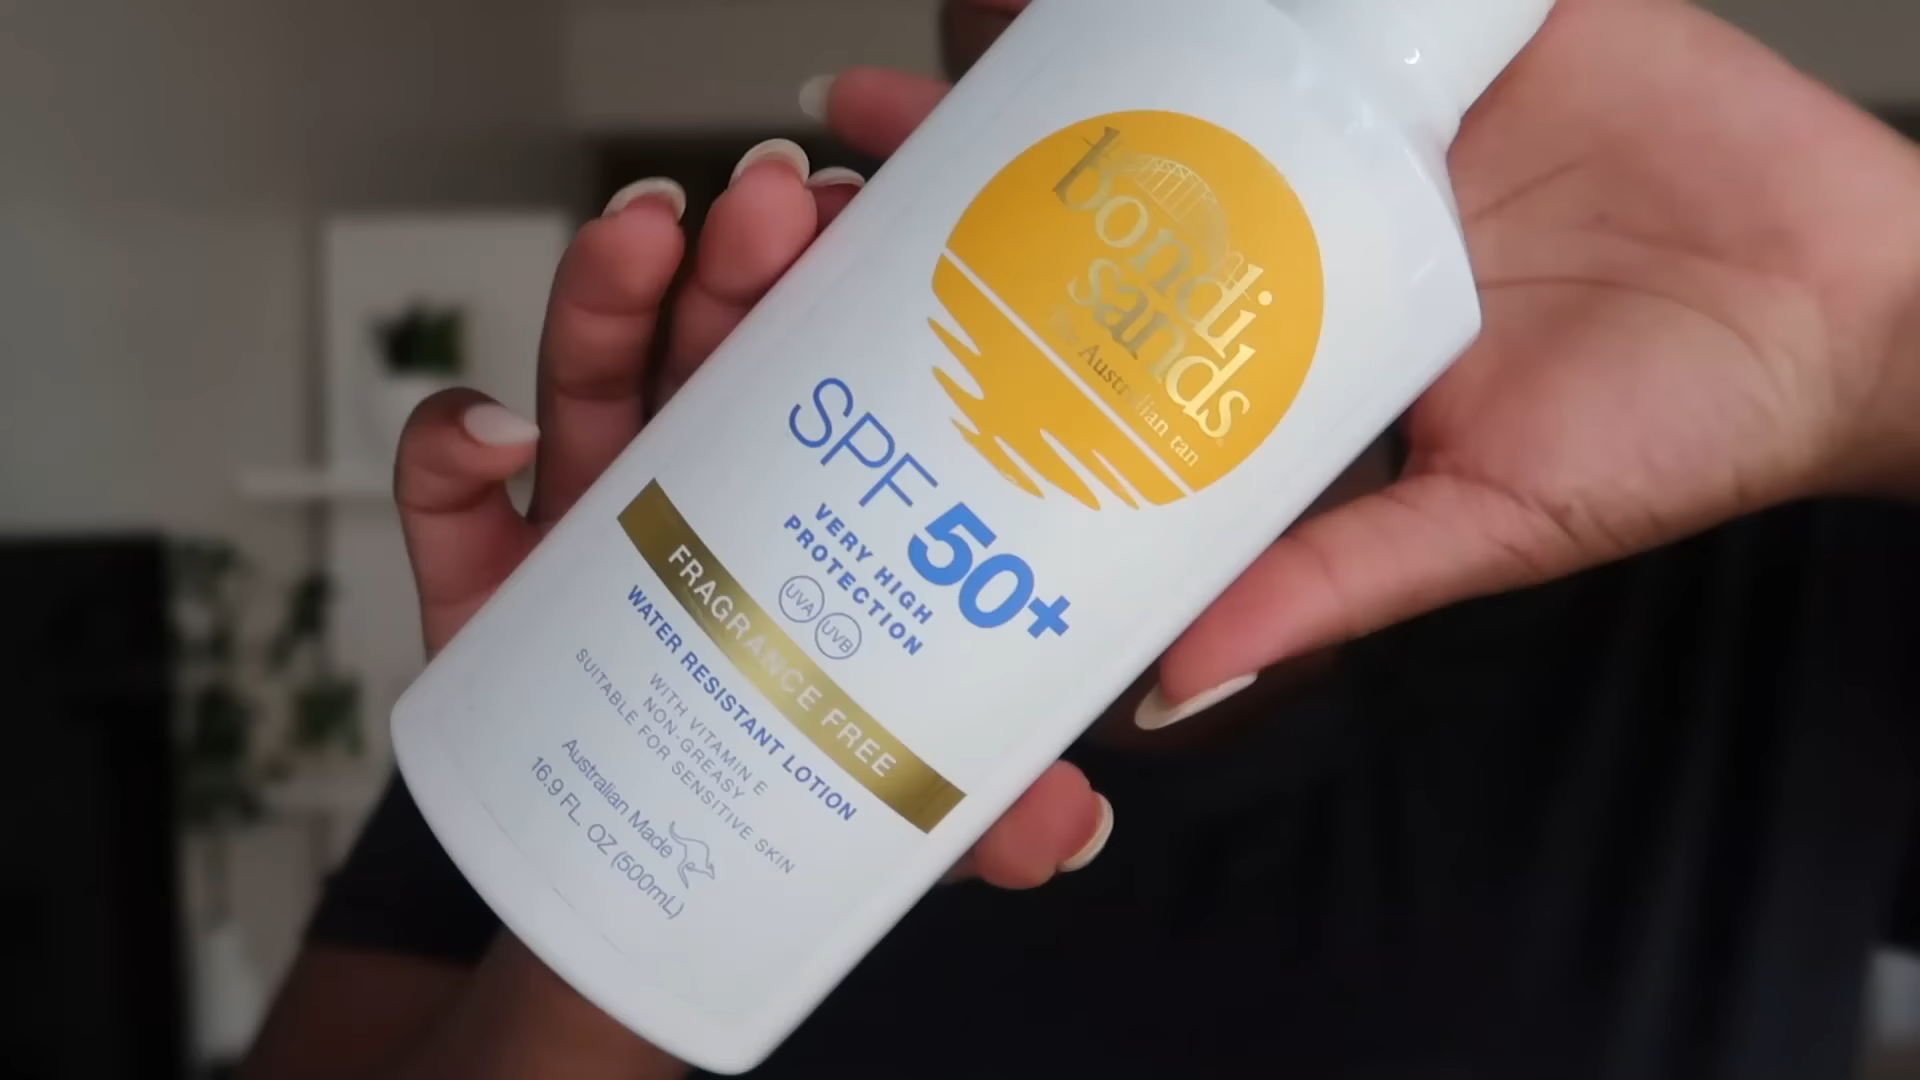 bondi
sands
the Australian tan
SPF 50+
VERY HIGH
PROTECTION
UVA UVB
FRAGRANCE FREE
WATER RESISTANT LOTION
WITH VITAMIN E
NON-GREASY
SUITABLE FOR SENSITIVE SKIN
Australian Made
16.9 FL. OZ (500mL)